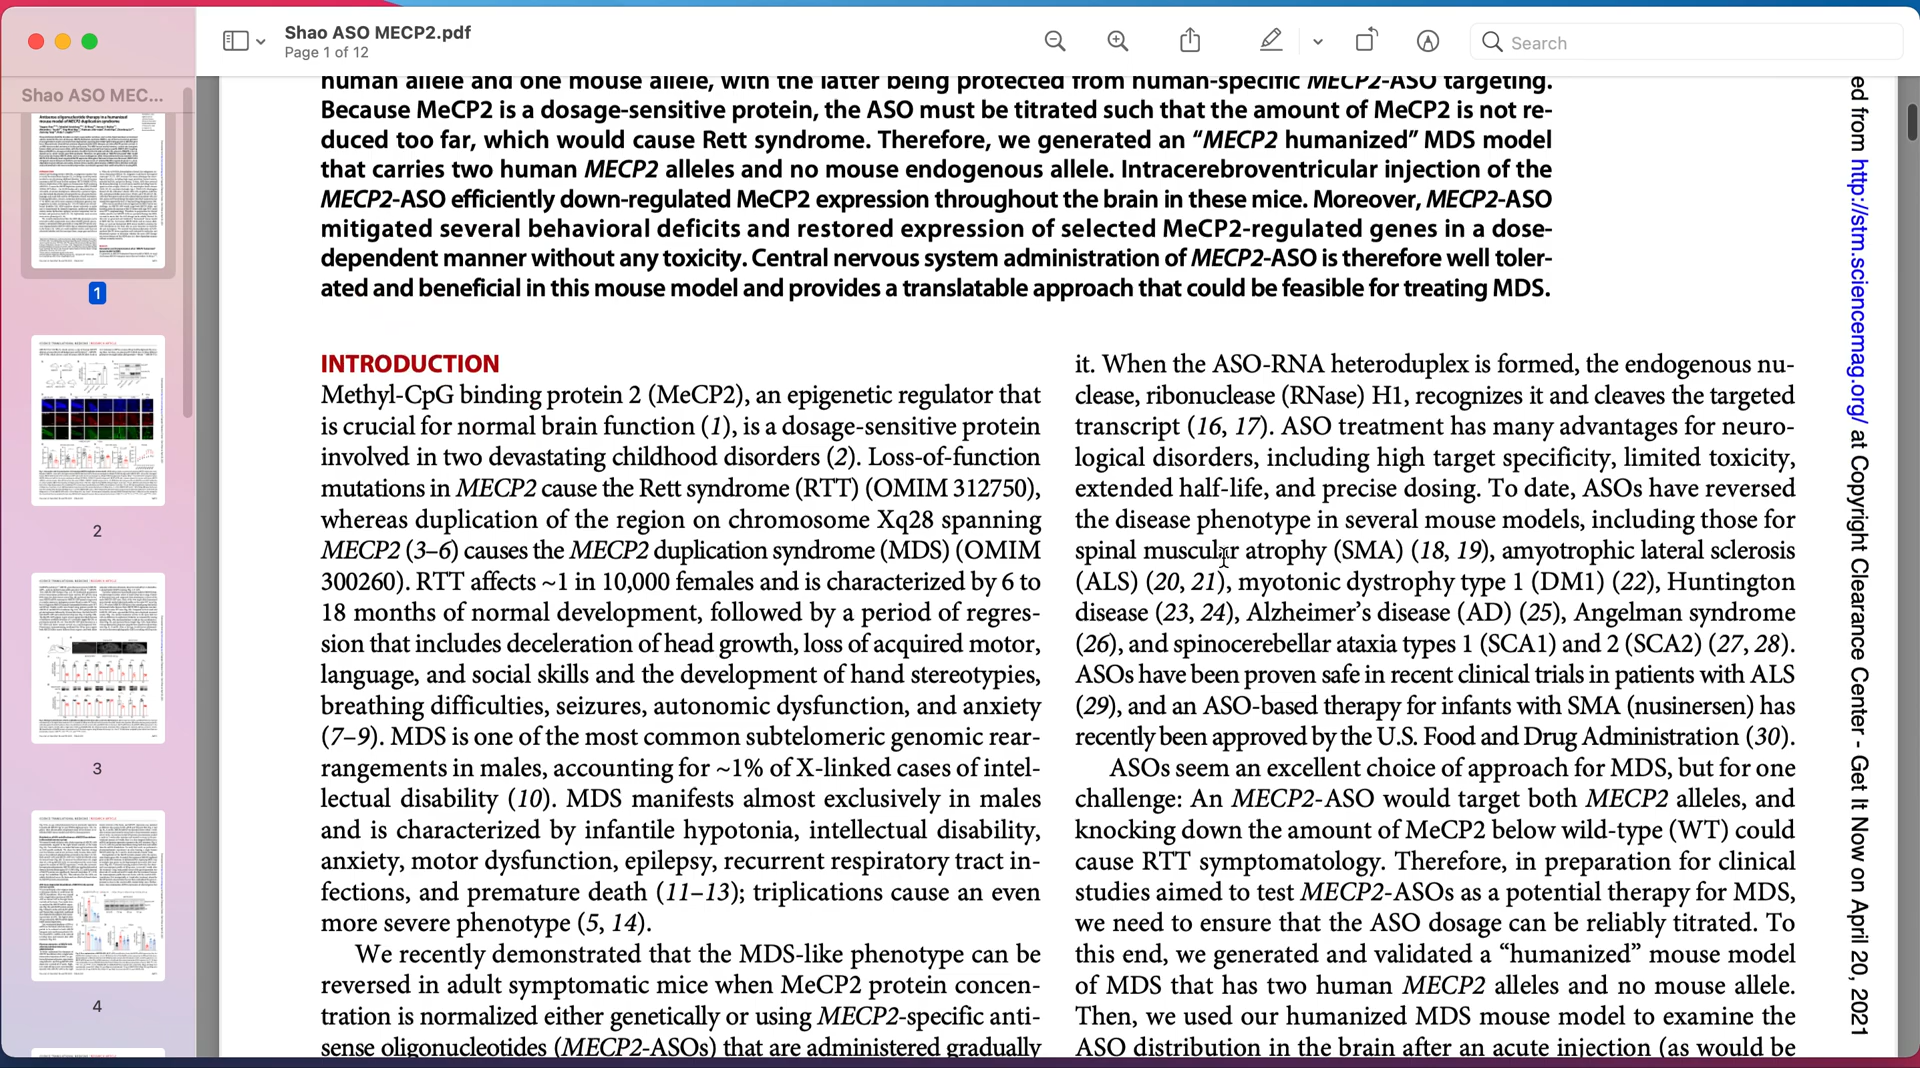 Shao ASO MECP2.pdf
Page 1 of 12
Search
Shao ASO MEC...
1
2
3
4
human allele and one mouse allele, with the latter being protected from human-specific MECP2-ASO targeting.
Because MeCP2 is a dosage-sensitive protein, the ASO must be titrated such that the amount of MeCP2 is not re-
duced too far, which would cause Rett syndrome. Therefore, we generated an “MECP2 humanized” MDS model
that carries two human MECP2 alleles and no mouse endogenous allele. Intracerebroventricular injection of the
MECP2-ASO efficiently down-regulated MeCP2 expression throughout the brain in these mice. Moreover, MECP2-ASO
mitigated several behavioral deficits and restored expression of selected MeCP2-regulated genes in a dose-
dependent manner without any toxicity. Central nervous system administration of MECP2-ASO is therefore well toler-
ated and beneficial in this mouse model and provides a translatable approach that could be feasible for treating MDS.
INTRODUCTION
Methyl-CpG binding protein 2 (MeCP2), an epigenetic regulator that
is crucial for normal brain function (1), is a dosage-sensitive protein
involved in two devastating childhood disorders (2). Loss-of-function
mutations in MECP2 cause the Rett syndrome (RTT) (OMIM 312750),
whereas duplication of the region on chromosome Xq28 spanning
MECP2 (3–6) causes the MECP2 duplication syndrome (MDS) (OMIM
300260). RTT affects ~1 in 10,000 females and is characterized by 6 to
18 months of normal development, followed by a period of regres-
sion that includes deceleration of head growth, loss of acquired motor,
language, and social skills and the development of hand stereotypies,
breathing difficulties, seizures, autonomic dysfunction, and anxiety
(7–9). MDS is one of the most common subtelomeric genomic rear-
rangements in males, accounting for ~1% of X-linked cases of intel-
lectual disability (10). MDS manifests almost exclusively in males
and is characterized by infantile hypotonia, intellectual disability,
anxiety, motor dysfunction, epilepsy, recurrent respiratory tract in-
fections, and premature death (11–13); triplications cause an even
more severe phenotype (5, 14).
We recently demonstrated that the MDS-like phenotype can be
reversed in adult symptomatic mice when MeCP2 protein concen-
tration is normalized either genetically or using MECP2-specific anti-
sense oligonucleotides (MECP2-ASOs) that are administered gradually
it. When the ASO-RNA heteroduplex is formed, the endogenous nu-
clease, ribonuclease (RNase) H1, recognizes it and cleaves the targeted
transcript (16, 17). ASO treatment has many advantages for neuro-
logical disorders, including high target specificity, limited toxicity,
extended half-life, and precise dosing. To date, ASOs have reversed
the disease phenotype in several mouse models, including those for
spinal muscular atrophy (SMA) (18, 19), amyotrophic lateral sclerosis
(ALS) (20, 21), myotonic dystrophy type 1 (DM1) (22), Huntington
disease (23, 24), Alzheimer’s disease (AD) (25), Angelman syndrome
(26), and spinocerebellar ataxia types 1 (SCA1) and 2 (SCA2) (27, 28).
ASOs have been proven safe in recent clinical trials in patients with ALS
(29), and an ASO-based therapy for infants with SMA (nusinersen) has
recently been approved by the U.S. Food and Drug Administration (30).
ASOs seem an excellent choice of approach for MDS, but for one
challenge: An MECP2-ASO would target both MECP2 alleles, and
knocking down the amount of MeCP2 below wild-type (WT) could
cause RTT symptomatology. Therefore, in preparation for clinical
studies aimed to test MECP2-ASOs as a potential therapy for MDS,
we need to ensure that the ASO dosage can be reliably titrated. To
this end, we generated and validated a “humanized” mouse model
of MDS that has two human MECP2 alleles and no mouse allele.
Then, we used our humanized MDS mouse model to examine the
ASO distribution in the brain after an acute injection (as would be
ed from http://stm.sciencemag.org/ at Copyright Clearance Center - Get It Now on April 20, 2021